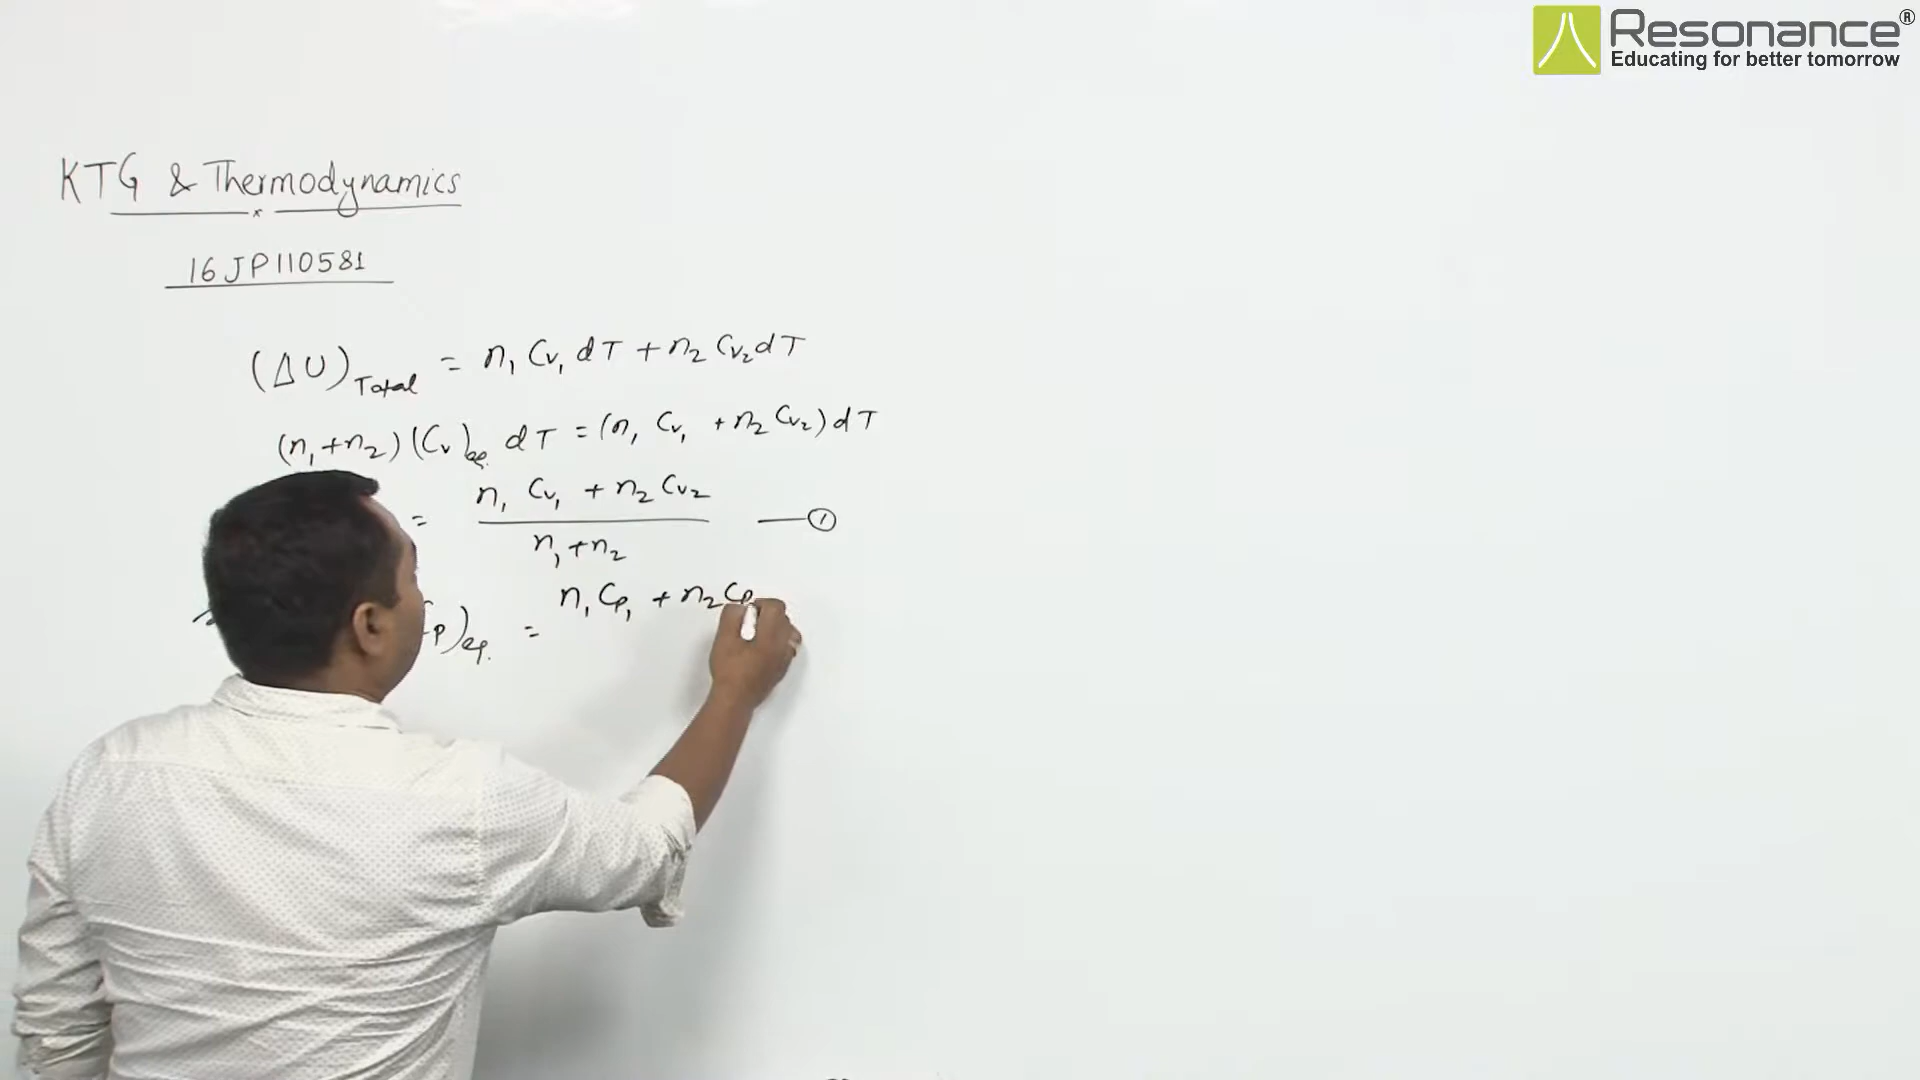 Resonance®
Educating for better tomorrow
KTG & Thermodynamics
16JP110581
(ΔU)Total = n₁ Cv₁ dT + n₂ Cv₂ dT
(n₁+n₂) (Cv)eq. dT = (n₁ Cv₁ + n₂ Cv₂) dT
= n₁ Cv₁ + n₂ Cv₂ —①
n₁+n₂
p)eq. = n₁ Cp₁ + n₂ Cp